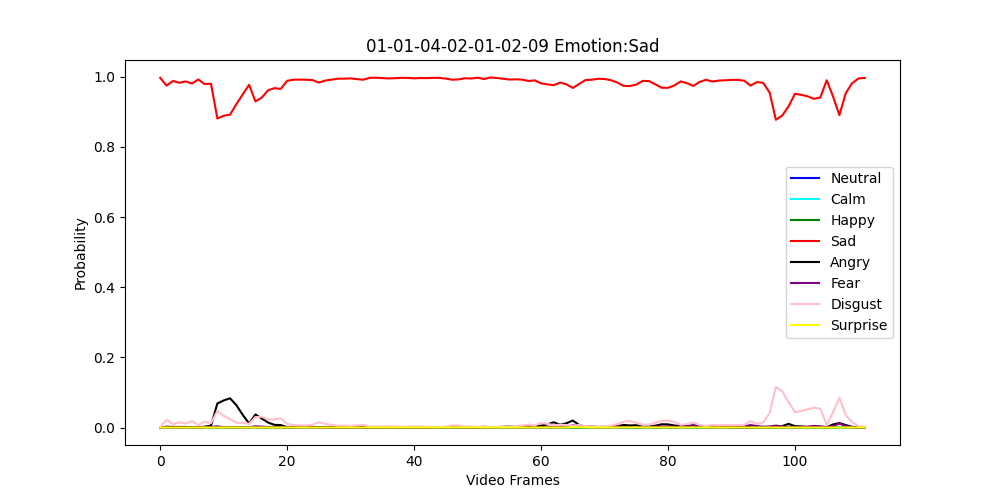 01-01-04-02-01-02-09 Emotion:Sad
Probability
1.0
0.8
0.6
0.4
0.2
0.0
0
20
40
60
80
100
Video Frames
Neutral
Calm
Happy
Sad
Angry
Fear
Disgust
Surprise